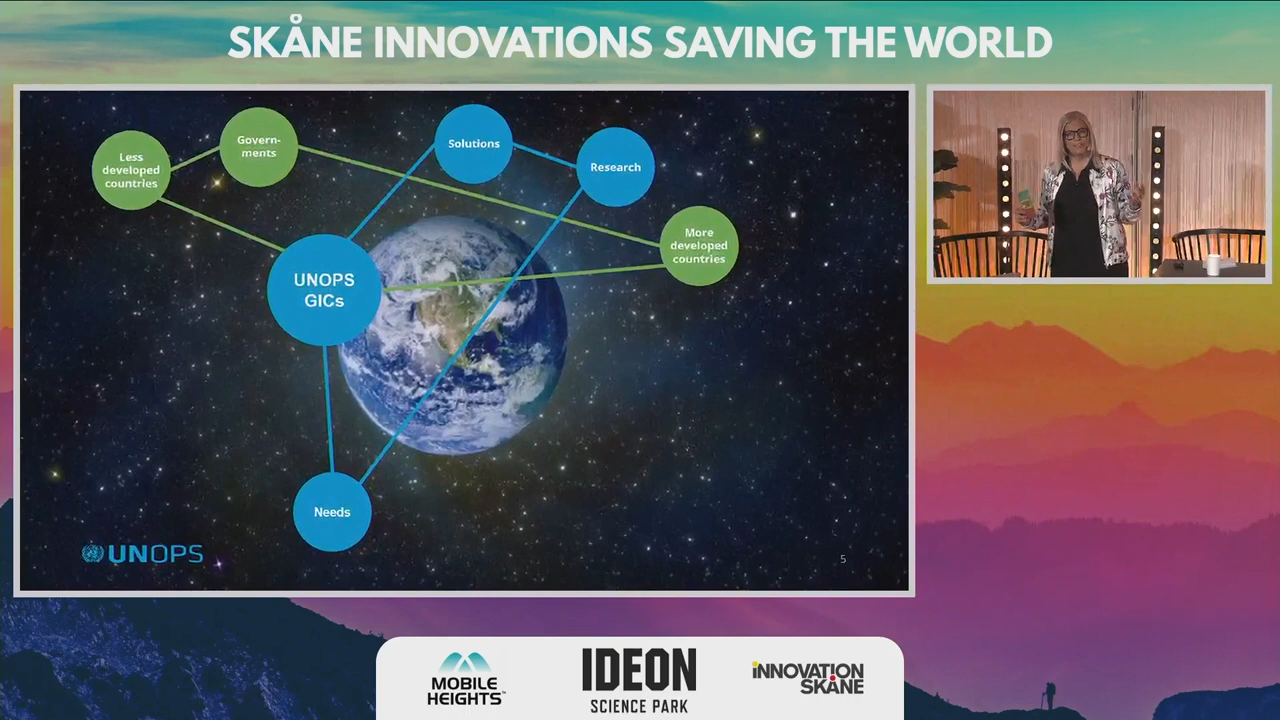 SKÅNE INNOVATIONS SAVING THE WORLD
Less
developed
countries
Govern-
ments
Solutions
Research
More
developed
countries
UNOPS
GICs
Needs
UNOPS
5
MOBILE
HEIGHTS™
IDEON
SCIENCE PARK
INNOVATION
SKÅNE